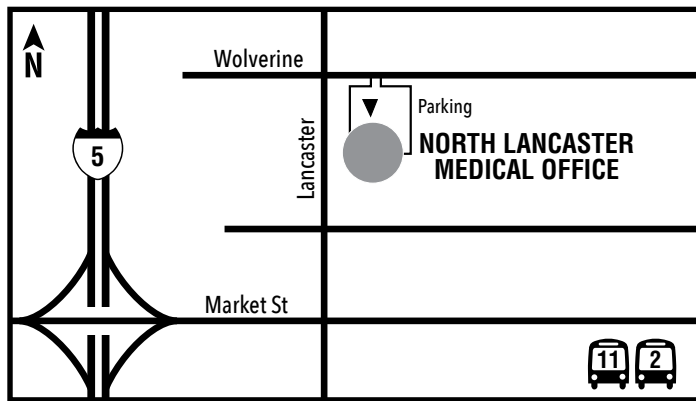 N
Wolverine
Parking
5
Lancaster
NORTH LANCASTER
MEDICAL OFFICE
Market St
11 2